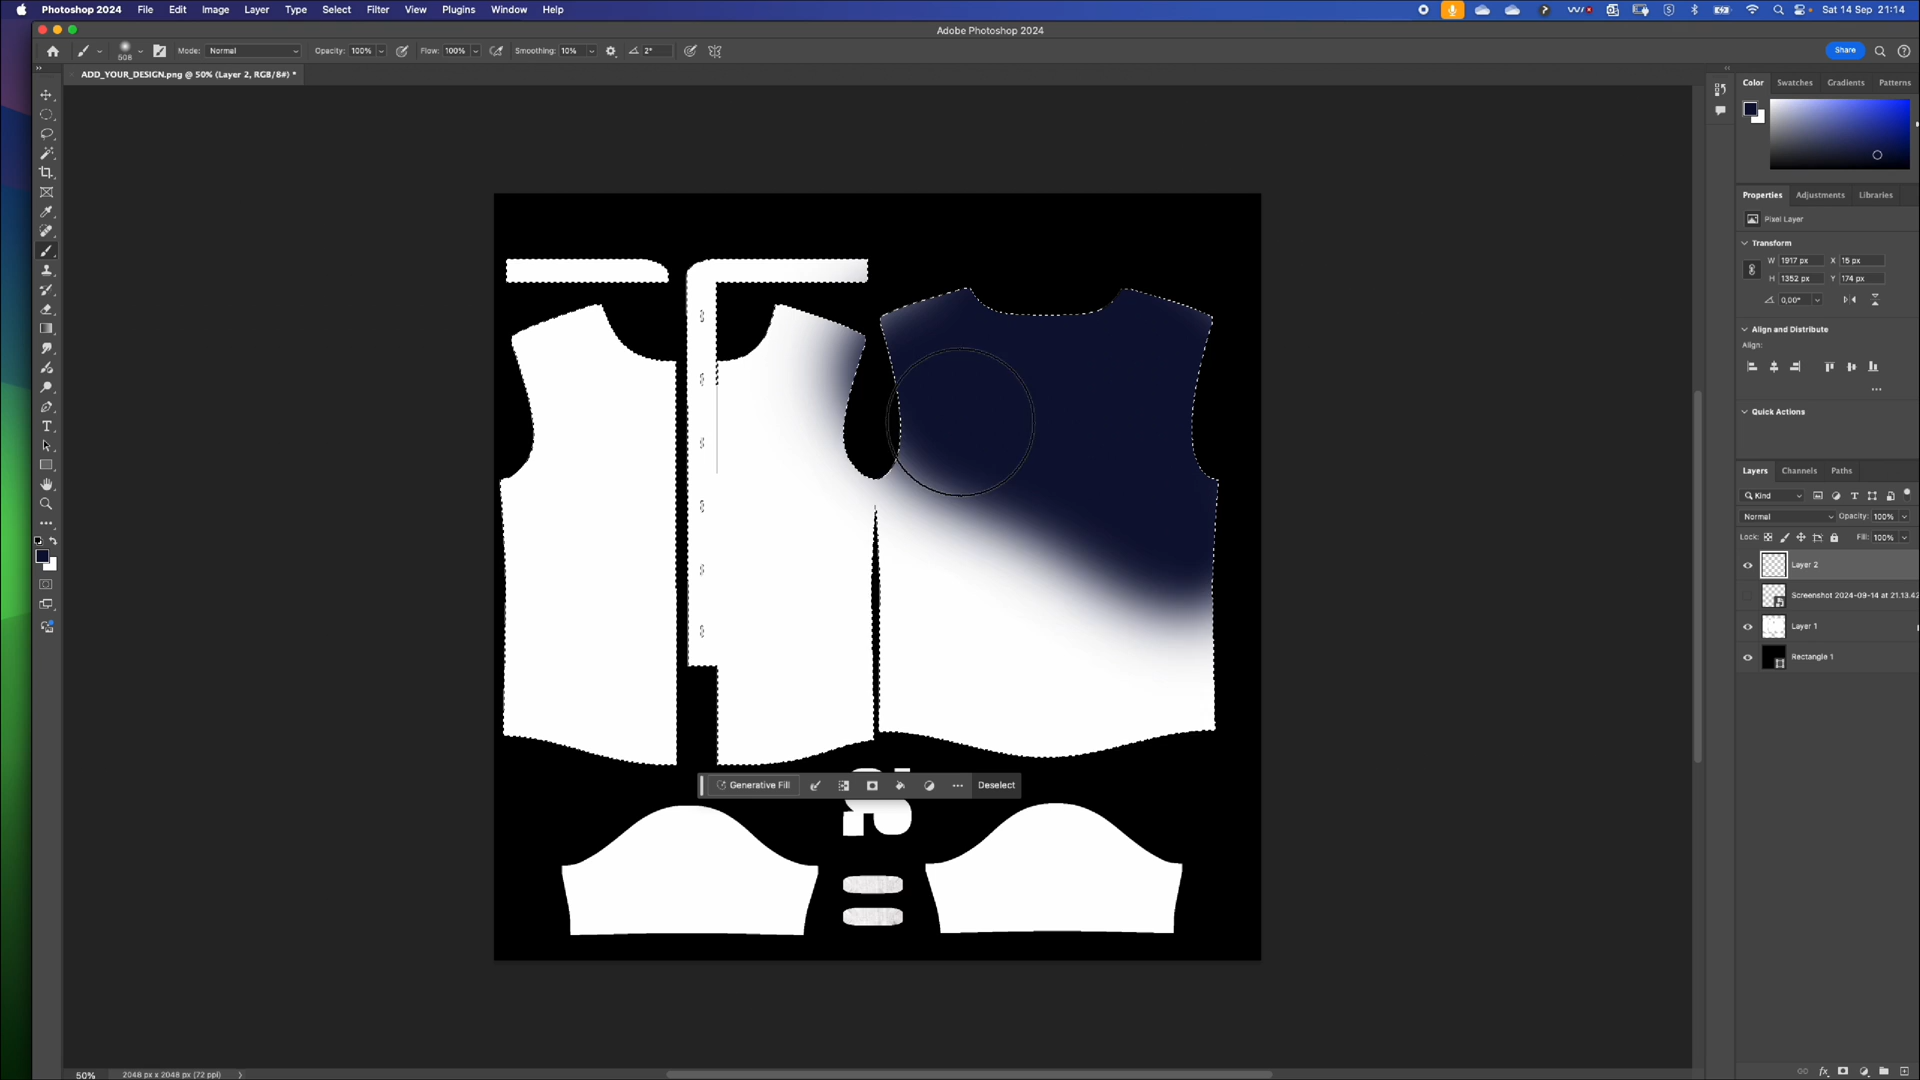 Photoshop 2024 File Edit Image Layer Type Select Filter View Plugins Window Help Sat 14 Sep 21:14
Adobe Photoshop 2024
508 Mode: Normal Opacity: 100% Flow: 100% Smoothing: 10% 2° Share
ADD_YOUR_DESIGN.png @ 50% (Layer 2, RGB/8#) *
Color Swatches Gradients Patterns
Properties Adjustments Libraries
Pixel Layer
Transform
W 1917 px X 15 px
H 1352 px Y 174 px
0,00°
Align and Distribute
Align:
Quick Actions
Layers Channels Paths
Kind
Normal Opacity: 100%
Lock: Fill: 100%
Layer 2
Screenshot 2024-09-14 at 21.13.42
Layer 1
Rectangle 1
Generative Fill Deselect
50% 2048 px x 2048 px (72 ppi)